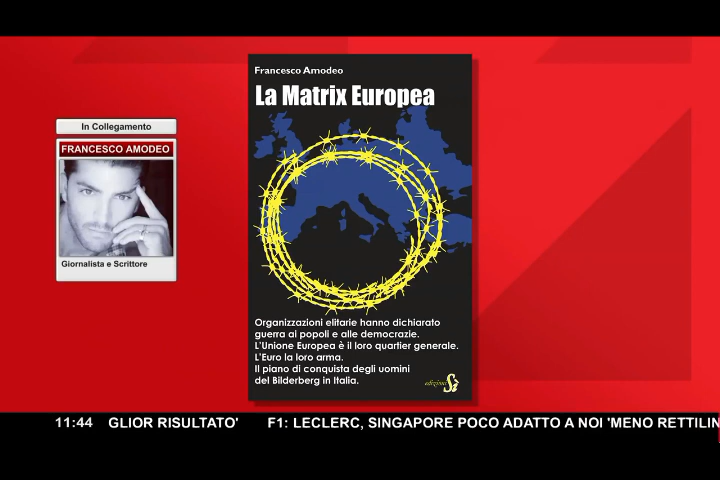 In Collegamento
FRANCESCO AMODEO
Giornalista e Scrittore
Francesco Amodeo
La Matrix Europea
Organizzazioni elitarie hanno dichiarato
guerra ai popoli e alle democrazie.
L'Unione Europea è il loro quartier generale.
L'Euro la loro arma.
Il piano di conquista degli uomini
del Bilderberg in Italia.
edizioni Sì
11:44 GLIOR RISULTATO' F1: LECLERC, SINGAPORE POCO ADATTO A NOI 'MENO RETTILIN